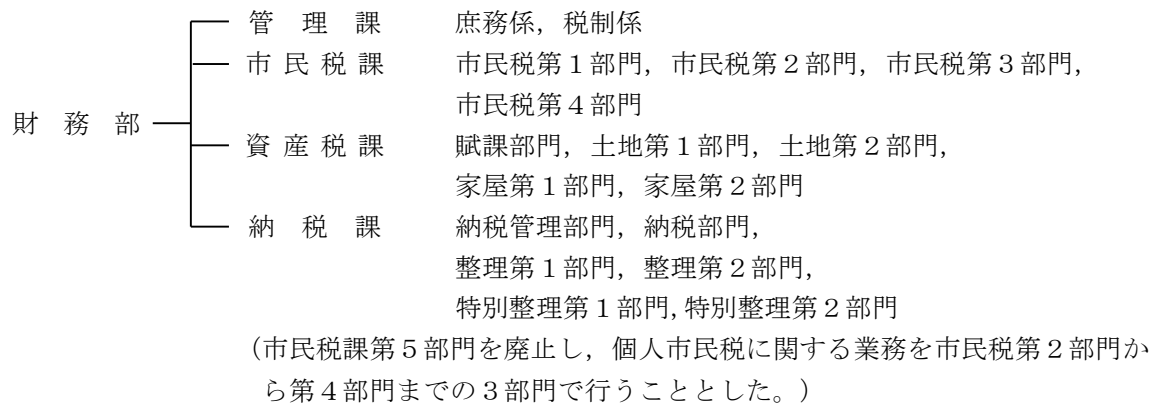 管理課 庶務係，税制係
市民税課 市民税第１部門，市民税第２部門，市民税第３部門，
市民税第４部門
財務部
資産税課 賦課部門，土地第１部門，土地第２部門，
家屋第１部門，家屋第２部門
納税課 納税管理部門，納税部門，
整理第１部門，整理第２部門，
特別整理第１部門,特別整理第２部門
（市民税課第５部門を廃止し，個人市民税に関する業務を市民税第２部門か
ら第４部門までの３部門で行うこととした。）